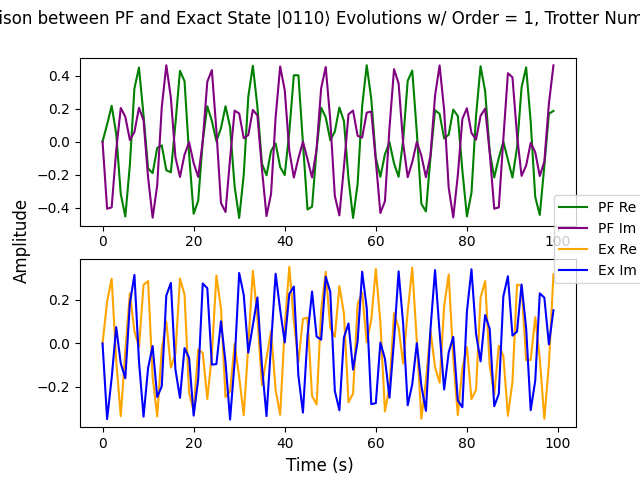 ison between PF and Exact State |0110⟩ Evolutions w/ Order = 1, Trotter Num
0.4
0.2
0.0
−0.2
−0.4
0
20
40
60
80
100
PF Re
PF Im
Ex Re
Ex Im
Amplitude
0.2
0.0
−0.2
0
20
40
60
80
100
Time (s)